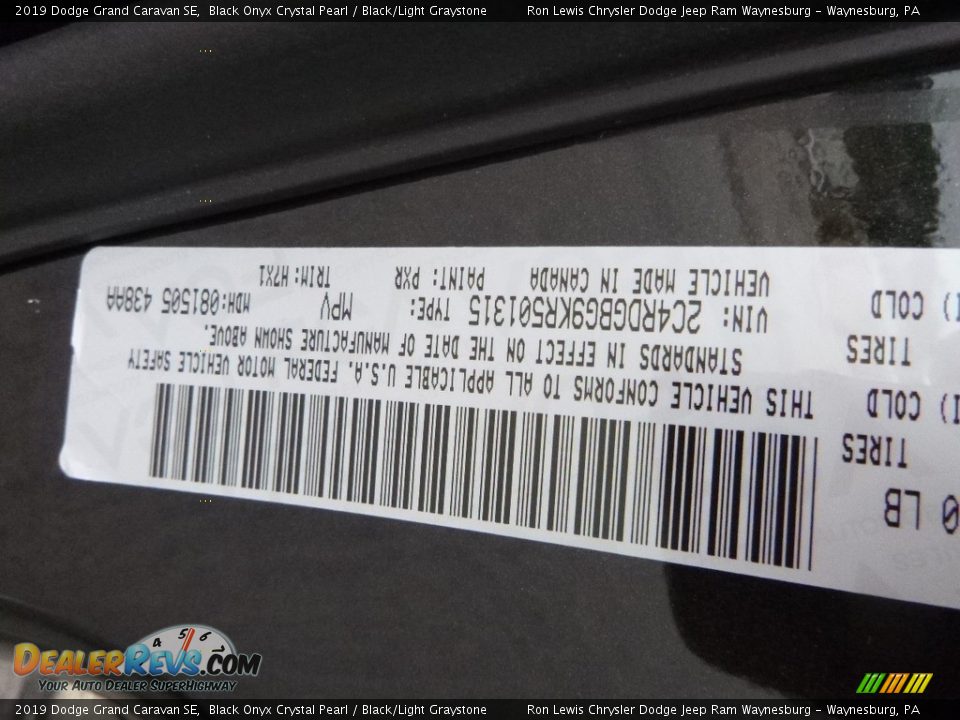 2019 Dodge Grand Caravan SE, Black Onyx Crystal Pearl / Black/Light Graystone Ron Lewis Chrysler Dodge Jeep Ram Waynesburg - Waynesburg, PA
0 LB
TIRES
I) COLD
TIRES
I) COLD
THIS VEHICLE CONFORMS TO ALL APPLICABLE U.S.A. FEDERAL MOTOR VEHICLE SAFETY
STANDARDS IN EFFECT ON THE DATE OF MANUFACTURE SHOWN ABOVE.
VIN: 2C4RDGBG9KR501315 TYPE: MPV MDH:081505 438AA
VEHICLE MADE IN CANADA PAINT: PXR TRIM: H7X1
4 5 6
DEALERREVS.COM
YOUR AUTO DEALER SUPERHIGHWAY
2019 Dodge Grand Caravan SE, Black Onyx Crystal Pearl / Black/Light Graystone Ron Lewis Chrysler Dodge Jeep Ram Waynesburg - Waynesburg, PA